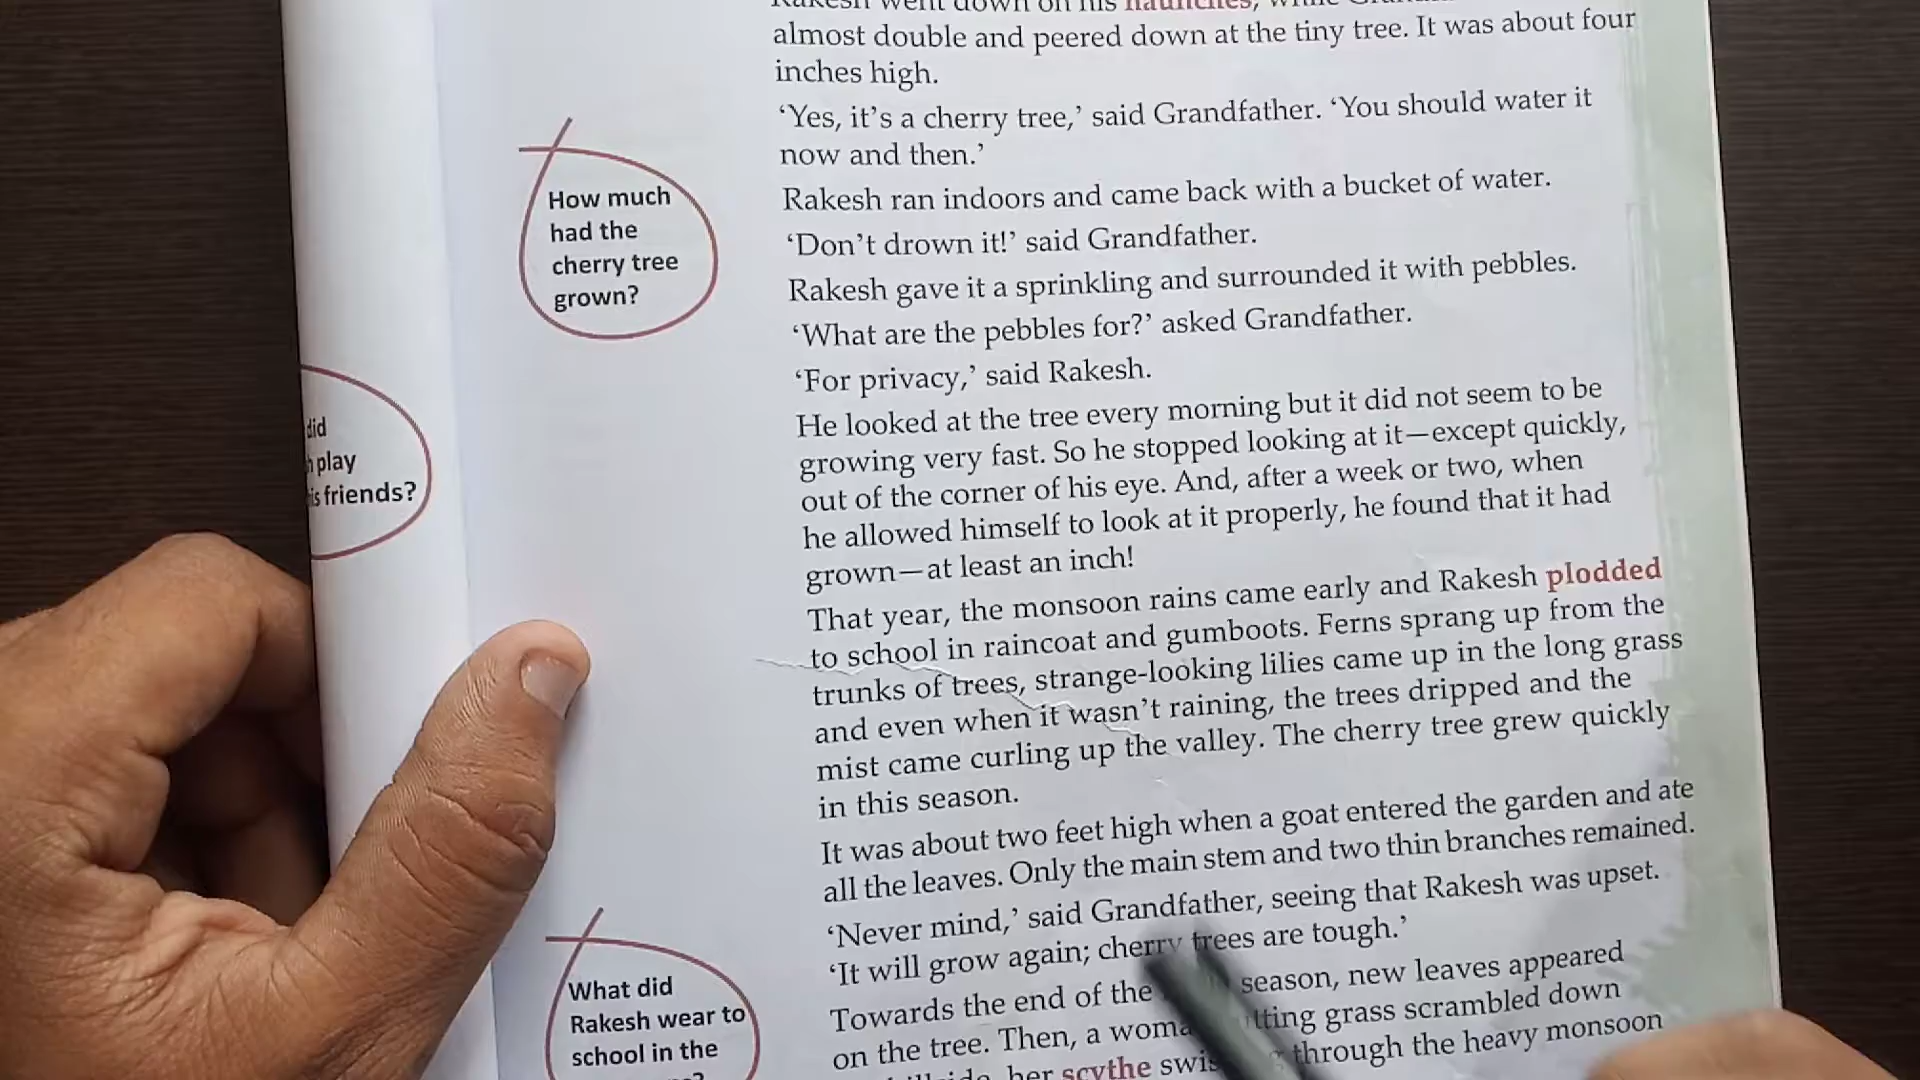 Rakesh went down on his haunches, while
almost double and peered down at the tiny tree. It was about four
inches high.
‘Yes, it’s a cherry tree,’ said Grandfather. ‘You should water it
now and then.’
Rakesh ran indoors and came back with a bucket of water.
‘Don’t drown it!’ said Grandfather.
Rakesh gave it a sprinkling and surrounded it with pebbles.
‘What are the pebbles for?’ asked Grandfather.
‘For privacy,’ said Rakesh.
He looked at the tree every morning but it did not seem to be
growing very fast. So he stopped looking at it—except quickly,
out of the corner of his eye. And, after a week or two, when
he allowed himself to look at it properly, he found that it had
grown—at least an inch!
That year, the monsoon rains came early and Rakesh plodded
to school in raincoat and gumboots. Ferns sprang up from the
trunks of trees, strange-looking lilies came up in the long grass
and even when it wasn’t raining, the trees dripped and the
mist came curling up the valley. The cherry tree grew quickly
in this season.
It was about two feet high when a goat entered the garden and ate
all the leaves. Only the main stem and two thin branches remained.
‘Never mind,’ said Grandfather, seeing that Rakesh was upset.
‘It will grow again; cherry trees are tough.’
Towards the end of the season, new leaves appeared
on the tree. Then, a grass scrambled down
her scythe through the heavy monsoon
How much
had the
cherry tree
grown?
did
play
friends?
What did
Rakesh wear to
school in the